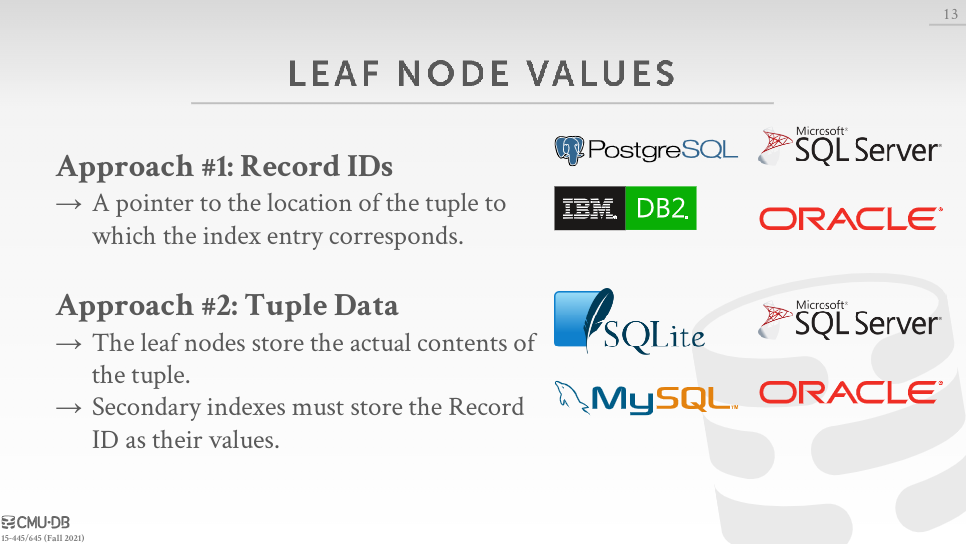 13
LEAF NODE VALUES
Approach #1: Record IDs
→ A pointer to the location of the tuple to
which the index entry corresponds.
PostgreSQL
Microsoft®
SQL Server®
IBM. DB2.
ORACLE®
Approach #2: Tuple Data
→ The leaf nodes store the actual contents of
the tuple.
→ Secondary indexes must store the Record
ID as their values.
SQLite
Microsoft®
SQL Server®
MySQL™
ORACLE®
CMU·DB
15-445/645 (Fall 2021)